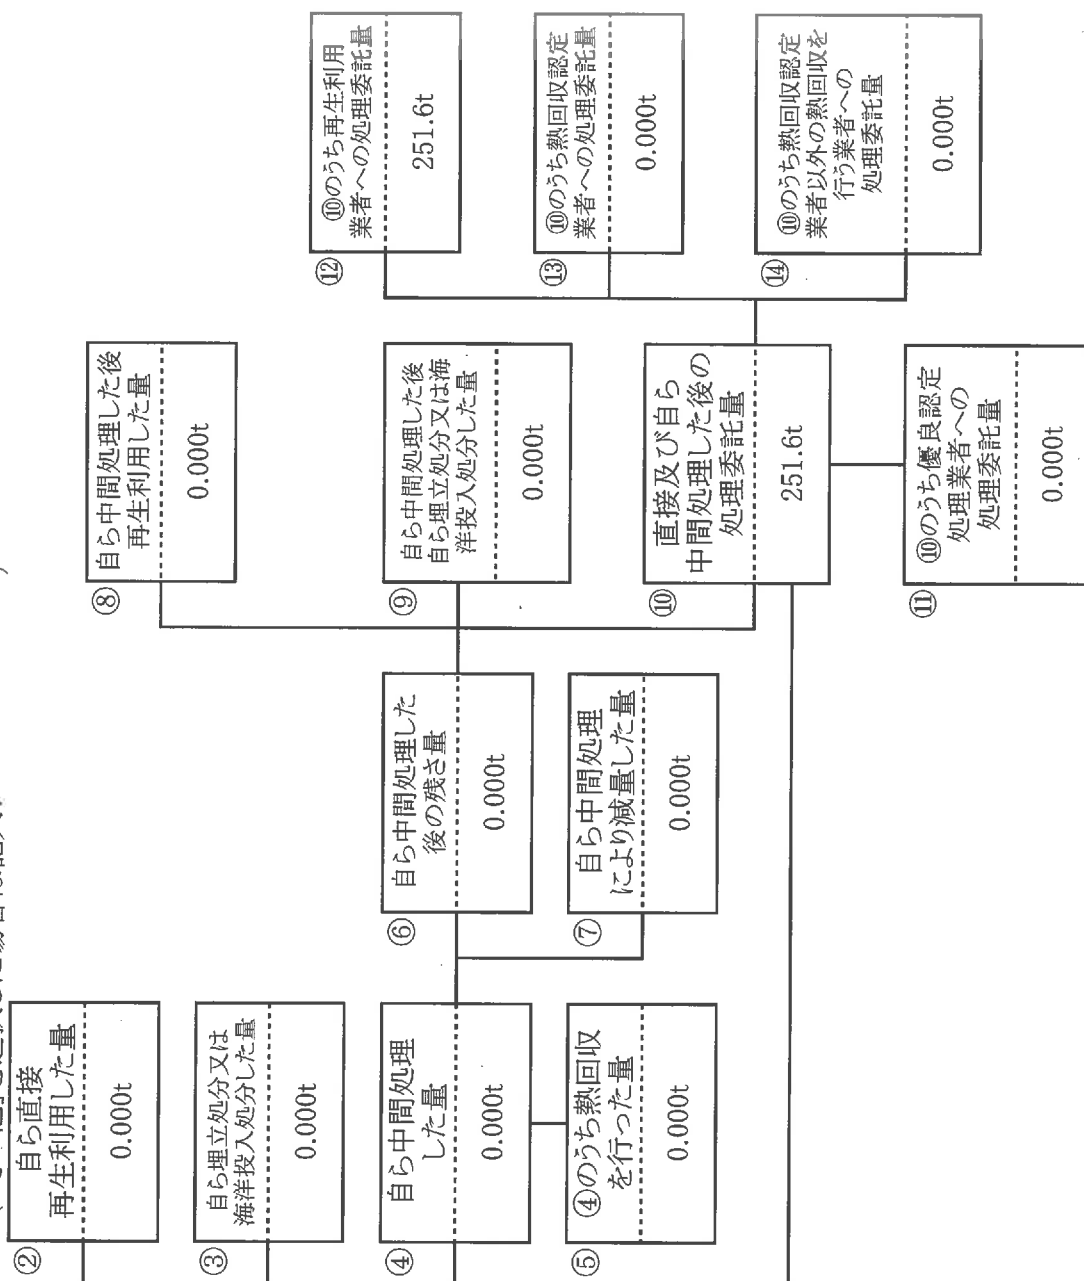 ②
自ら直接
再生利用した量
0.000t
③
自ら埋立処分又は
海洋投入処分した量
0.000t
④
自ら中間処理
した量
0.000t
⑤
④のうち熱回収
を行った量
0.000t
⑥
自ら中間処理した
後の残さ量
0.000t
⑦
自ら中間処理
により減量した量
0.000t
⑧
自ら中間処理した後
再生利用した量
0.000t
⑨
自ら中間処理した後
自ら埋立処分又は海
洋投入処分した量
0.000t
⑩
直接及び自ら
中間処理した後の
処理委託量
251.6t
⑪
⑩のうち優良認定
処理業者への
処理委託量
0.000t
⑫
⑩のうち再生利用
業者への処理委託量
251.6t
⑬
⑩のうち熱回収認定
業者への処理委託量
0.000t
⑭
⑩のうち熱回収認定
業者以外の熱回収を
行う業者への
処理委託量
0.000t